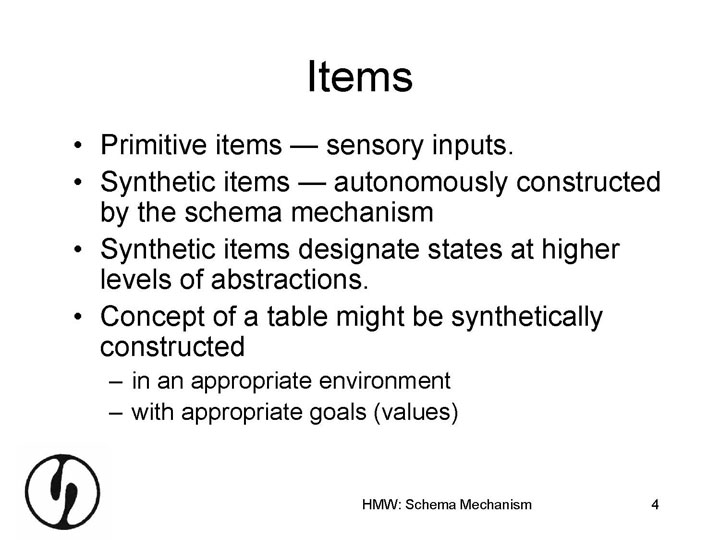 Items
• Primitive items — sensory inputs.
• Synthetic items — autonomously constructed
by the schema mechanism
• Synthetic items designate states at higher
levels of abstractions.
• Concept of a table might be synthetically
constructed
– in an appropriate environment
– with appropriate goals (values)
HMW: Schema Mechanism 4